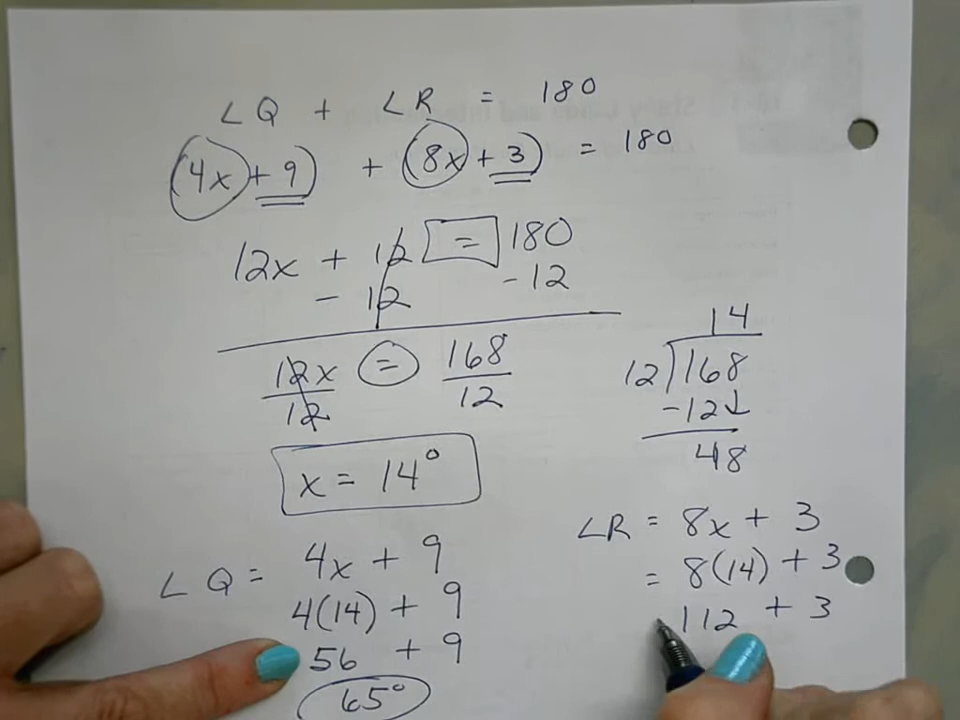 ∠Q + ∠R = 180
(4x + 9) + (8x + 3) = 180
12x + 12 = 180
- 12 -12
12x = 168
12 12
x = 14°
14
12)168
-12↓
48
∠Q = 4x + 9
4(14) + 9
56 + 9
65°
∠R = 8x + 3
= 8(14) + 3
112 + 3